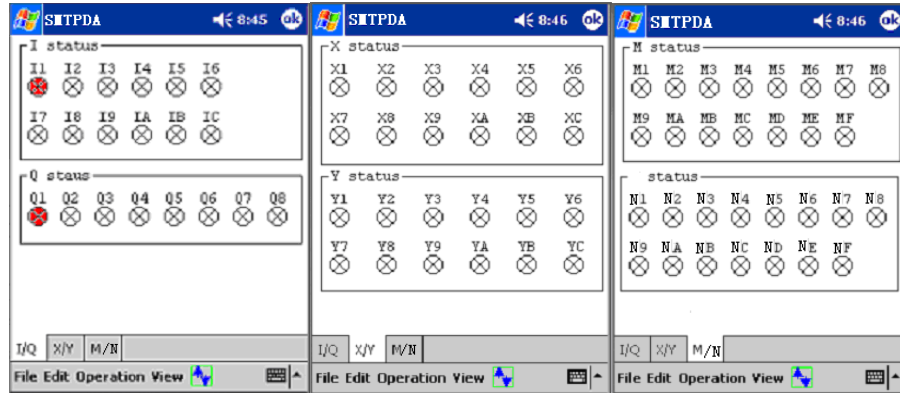 SMTPDA 8:45 ok
I status
I1 I2 I3 I4 I5 I6
I7 I8 I9 IA IB IC
Q staus
Q1 Q2 Q3 Q4 Q5 Q6 Q7 Q8
I/Q X/Y M/N
File Edit Operation View
SMTPDA 8:46 ok
X status
X1 X2 X3 X4 X5 X6
X7 X8 X9 XA XB XC
Y status
Y1 Y2 Y3 Y4 Y5 Y6
Y7 Y8 Y9 YA YB YC
I/Q X/Y M/N
File Edit Operation View
SMTPDA 8:46 ok
M status
M1 M2 M3 M4 M5 M6 M7 M8
M9 MA MB MC MD ME MF
status
N1 N2 N3 N4 N5 N6 N7 N8
N9 NA NB NC ND NE NF
I/Q X/Y M/N
File Edit Operation View